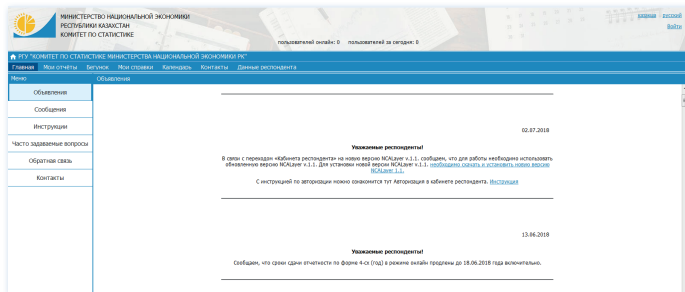 МИНИСТЕРСТВО НАЦИОНАЛЬНОЙ ЭКОНОМИКИ
РЕСПУБЛИКИ КАЗАХСТАН
КОМИТЕТ ПО СТАТИСТИКЕ
қазақша | русский
Войти
пользователей онлайн: 0 пользователей за сегодня: 0
РГУ "КОМИТЕТ ПО СТАТИСТИКЕ МИНИСТЕРСТВА НАЦИОНАЛЬНОЙ ЭКОНОМИКИ РК"
Главная Мои отчёты Бегунок Мои справки Календарь Контакты Данные респондента
Меню
Объявления
Объявления
Сообщения
Инструкции
Часто задаваемые вопросы
Обратная связь
Контакты
02.07.2018
Уважаемые респонденты!
В связи с переходом «Кабинета респондента» на новую версию NCALayer v.1.1. сообщаем, что для работы необходимо использовать
обновленную версию NCALayer v.1.1. Для установки новой версии NCALayer v.1.1. необходимо скачать и установить новую версию
NCALayer 1.1.
С инструкцией по авторизации можно ознакомится тут Авторизация в кабинете респондента. Инструкция
13.06.2018
Уважаемые респонденты!
Сообщаем, что сроки сдачи отчетности по форме 4-сх (год) в режиме онлайн продлены до 18.06.2018 года включительно.